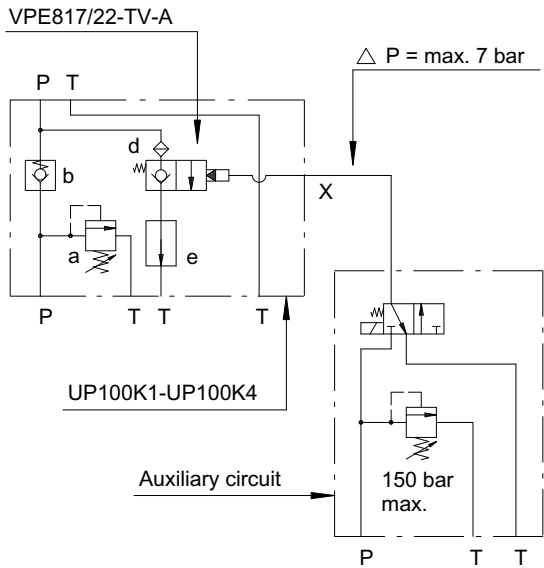 VPE817/22-TV-A
△ P = max. 7 bar
P T
d
b
X
a
e
P T T T
UP100K1-UP100K4
Auxiliary circuit
150 bar
max.
P T T